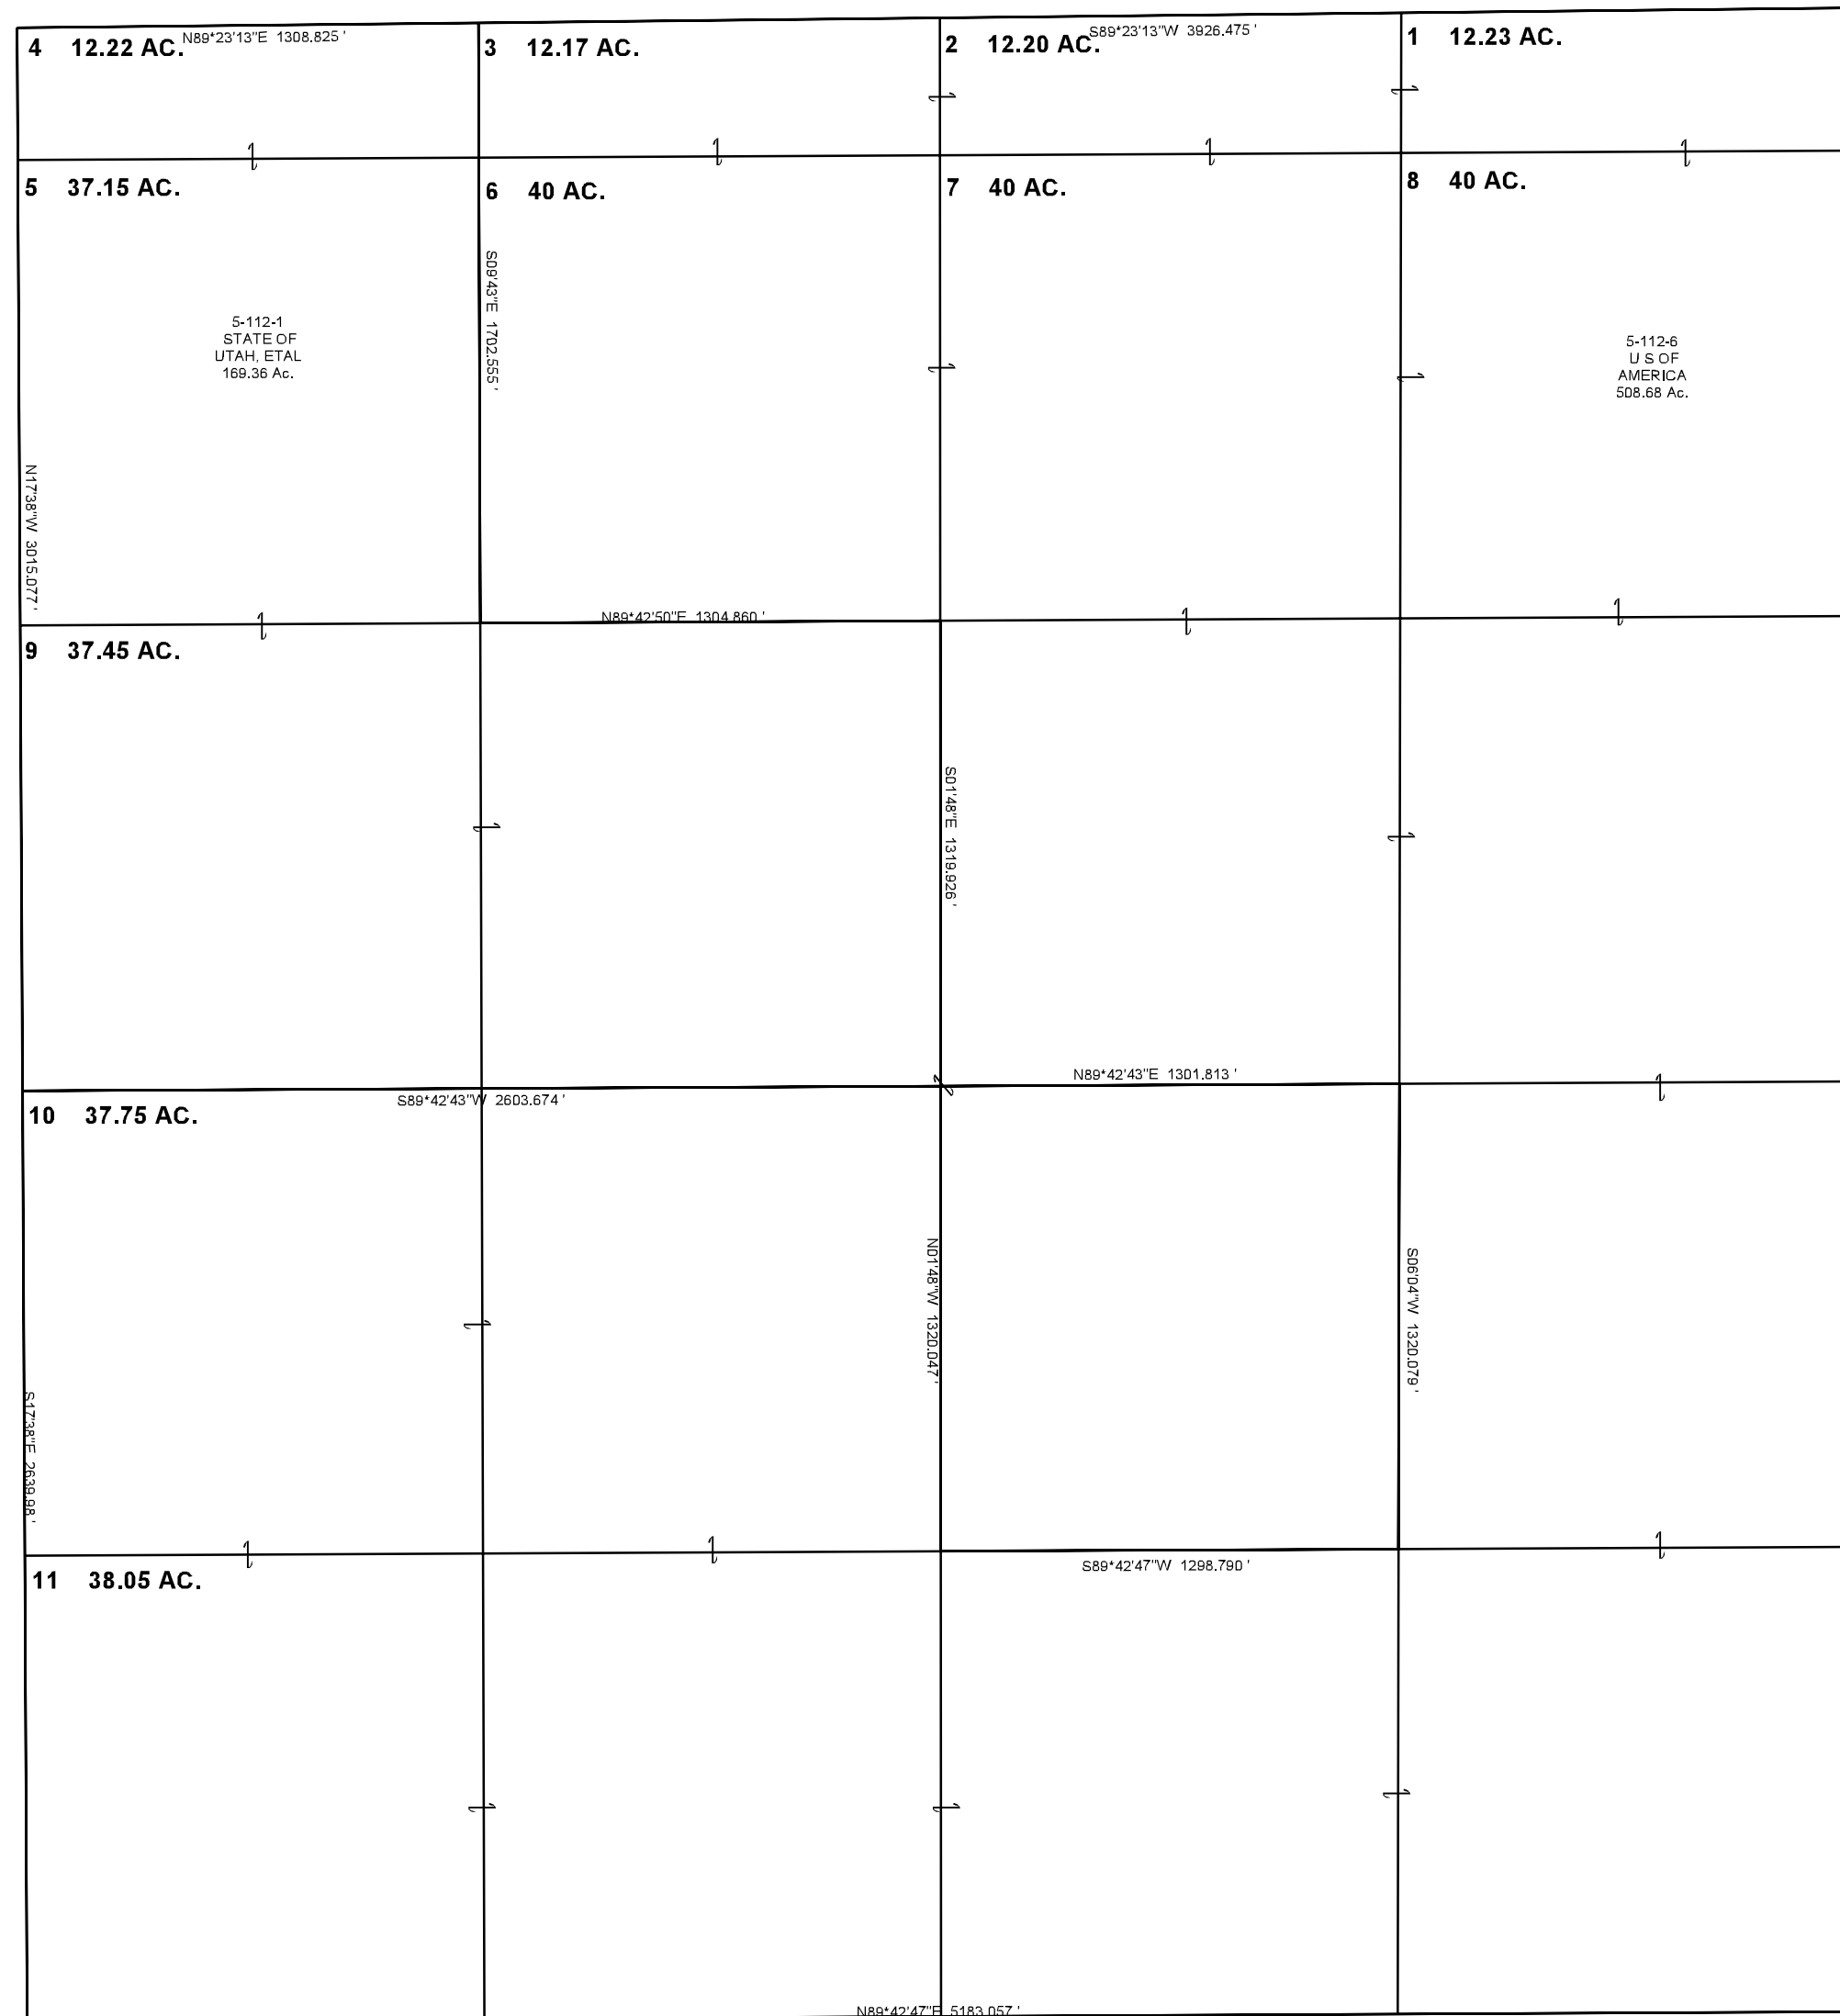 4 12.22 AC.
N89*23'13"E 1308.825 '
3 12.17 AC.
2 12.20 AC.
S89*23'13"W 3926.475 '
1 12.23 AC.
5 37.15 AC.
6 40 AC.
7 40 AC.
8 40 AC.
S09'43"E 1702.555 '
5-112-1
STATE OF
UTAH, ETAL
169.36 Ac.
5-112-6
U S OF
AMERICA
508.68 Ac.
N17'38"W 3015.077 '
N89*42'50"E 1304.860 '
9 37.45 AC.
S01'48"E 1319.926 '
N89*42'43"E 1301.813 '
S89*42'43"W 2603.674 '
10 37.75 AC.
N01'48"W 1320.047 '
S06'04"W 1320.079 '
S17'38"E 2639.98 '
S89*42'47"W 1298.790 '
11 38.05 AC.
N89*42'47"E 5183.057 '